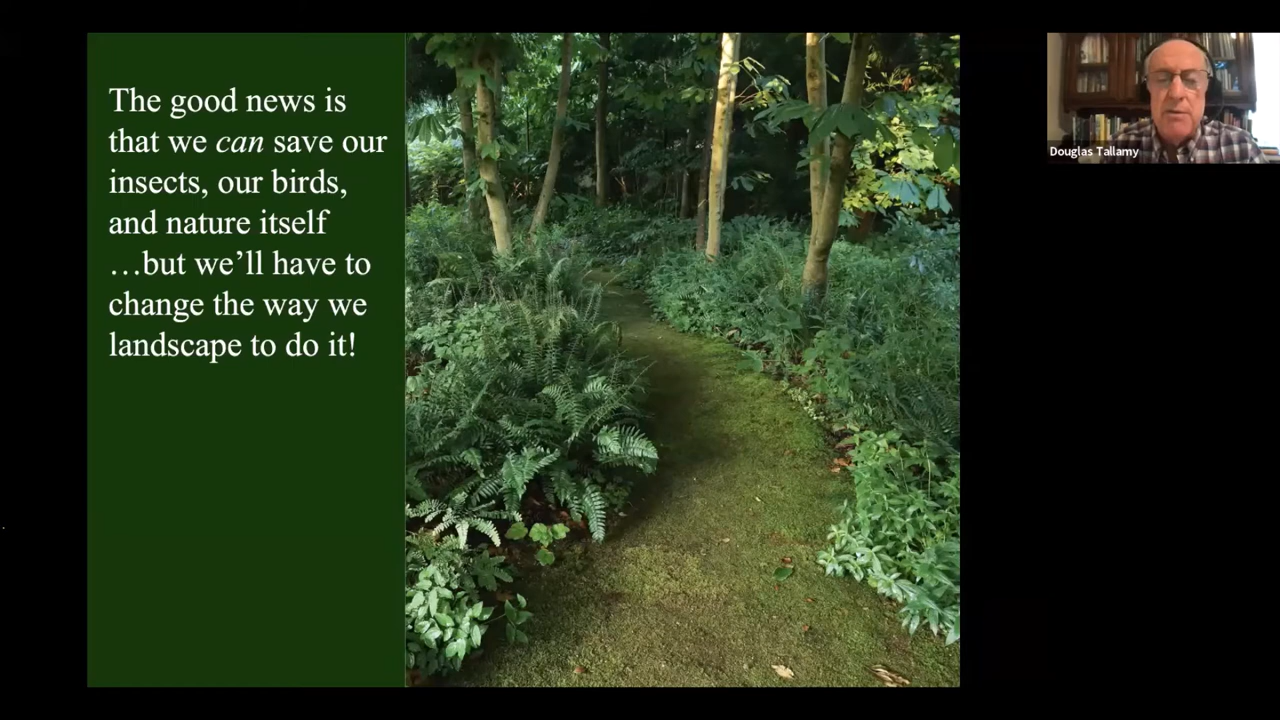 The good news is
that we can save our
insects, our birds,
and nature itself
…but we’ll have to
change the way we
landscape to do it!
Douglas Tallamy